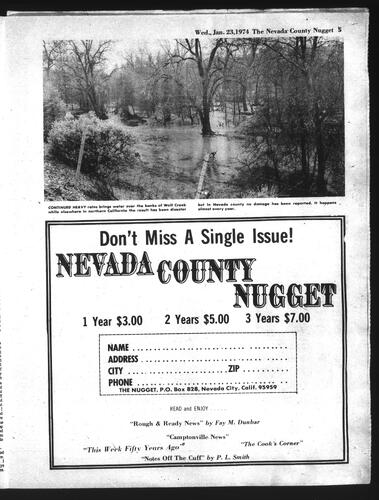 Wed., Jan. 23, 1974 The Nevada County Nugget 5
CONTINUED HEAVY rains brings water over the banks of Wolf Creek
while elsewhere in northern California the result has been disaster
but in Nevada county no damage has been reported, it happens
almost every year.
Don't Miss A Single Issue!
NEVADA COUNTY
NUGGET
1 Year $3.00 2 Years $5.00 3 Years $7.00
NAME
ADDRESS
CITY ZIP
PHONE
THE NUGGET, P.O. Box 828, Nevada City, Calif. 95959
READ and ENJOY . . . . .
"Rough & Ready News" by Fay M. Dunbar
"Camptonville News"
"This Week Fifty Years Ago" "The Cook's Corner"
"Notes Off The Cuff" by P. L. Smith